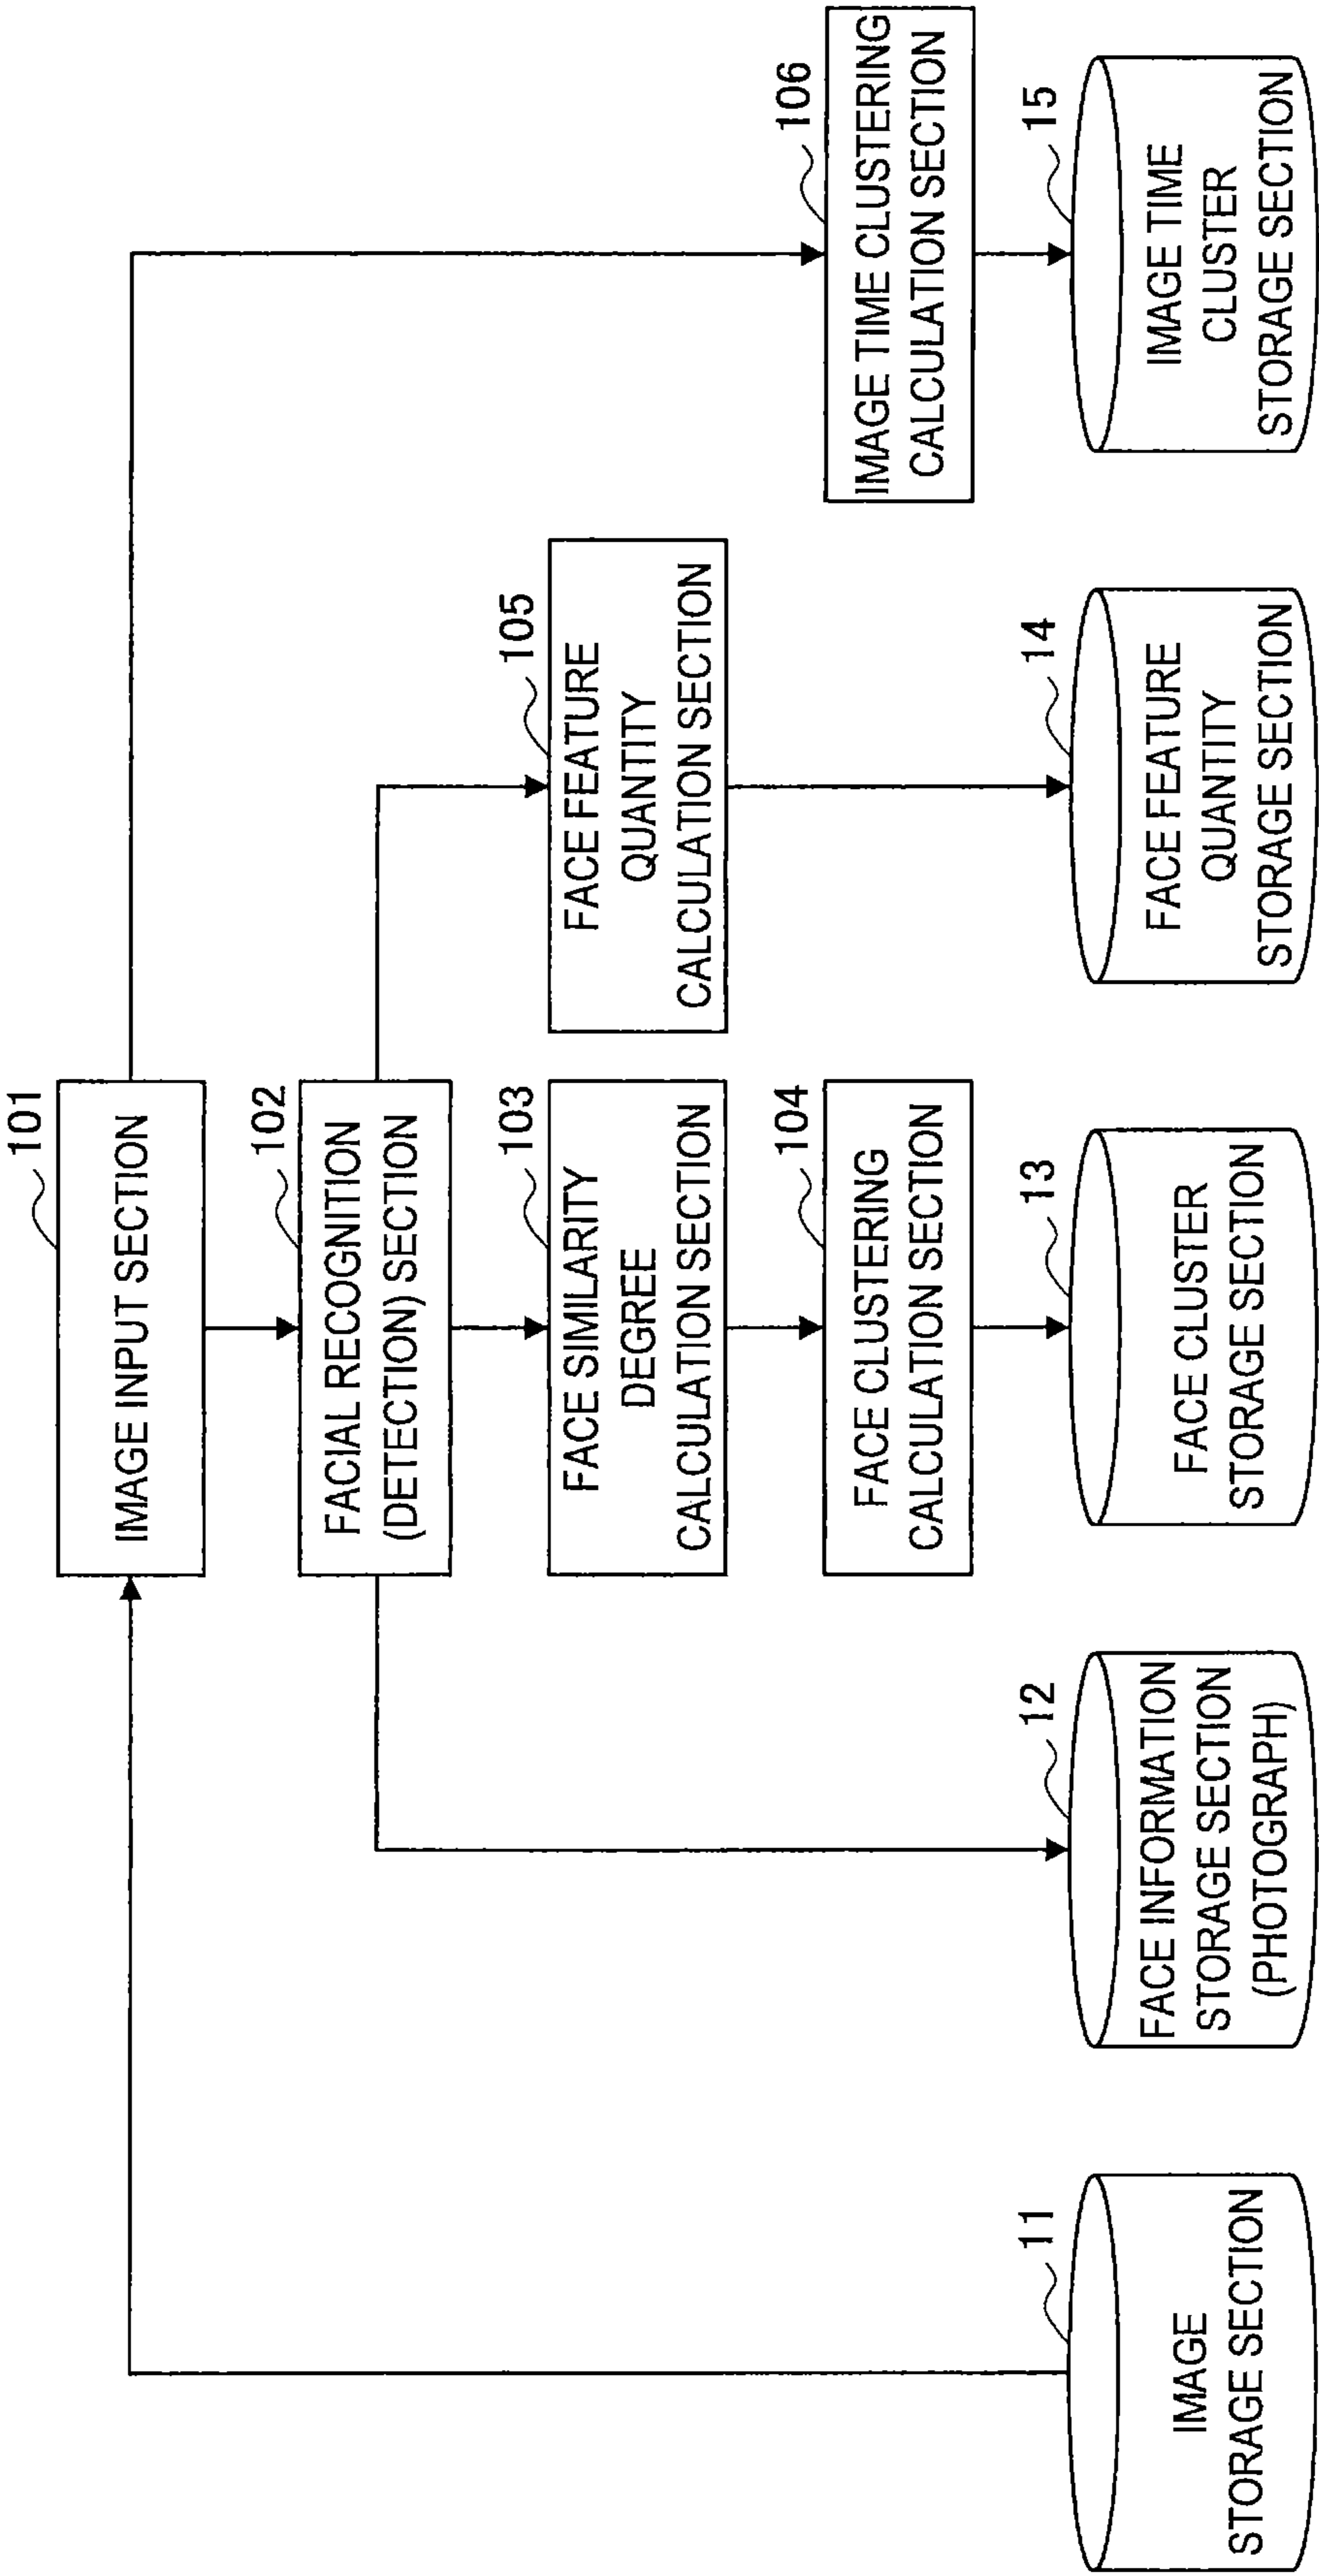 101
IMAGE INPUT SECTION
102
FACIAL RECOGNITION
(DETECTION) SECTION
103
FACE SIMILARITY
DEGREE
CALCULATION SECTION
105
FACE FEATURE
QUANTITY
CALCULATION SECTION
104
FACE CLUSTERING
CALCULATION SECTION
106
IMAGE TIME CLUSTERING
CALCULATION SECTION
11
IMAGE
STORAGE SECTION
12
FACE INFORMATION
STORAGE SECTION
(PHOTOGRAPH)
13
FACE CLUSTER
STORAGE SECTION
14
FACE FEATURE
QUANTITY
STORAGE SECTION
15
IMAGE TIME
CLUSTER
STORAGE SECTION